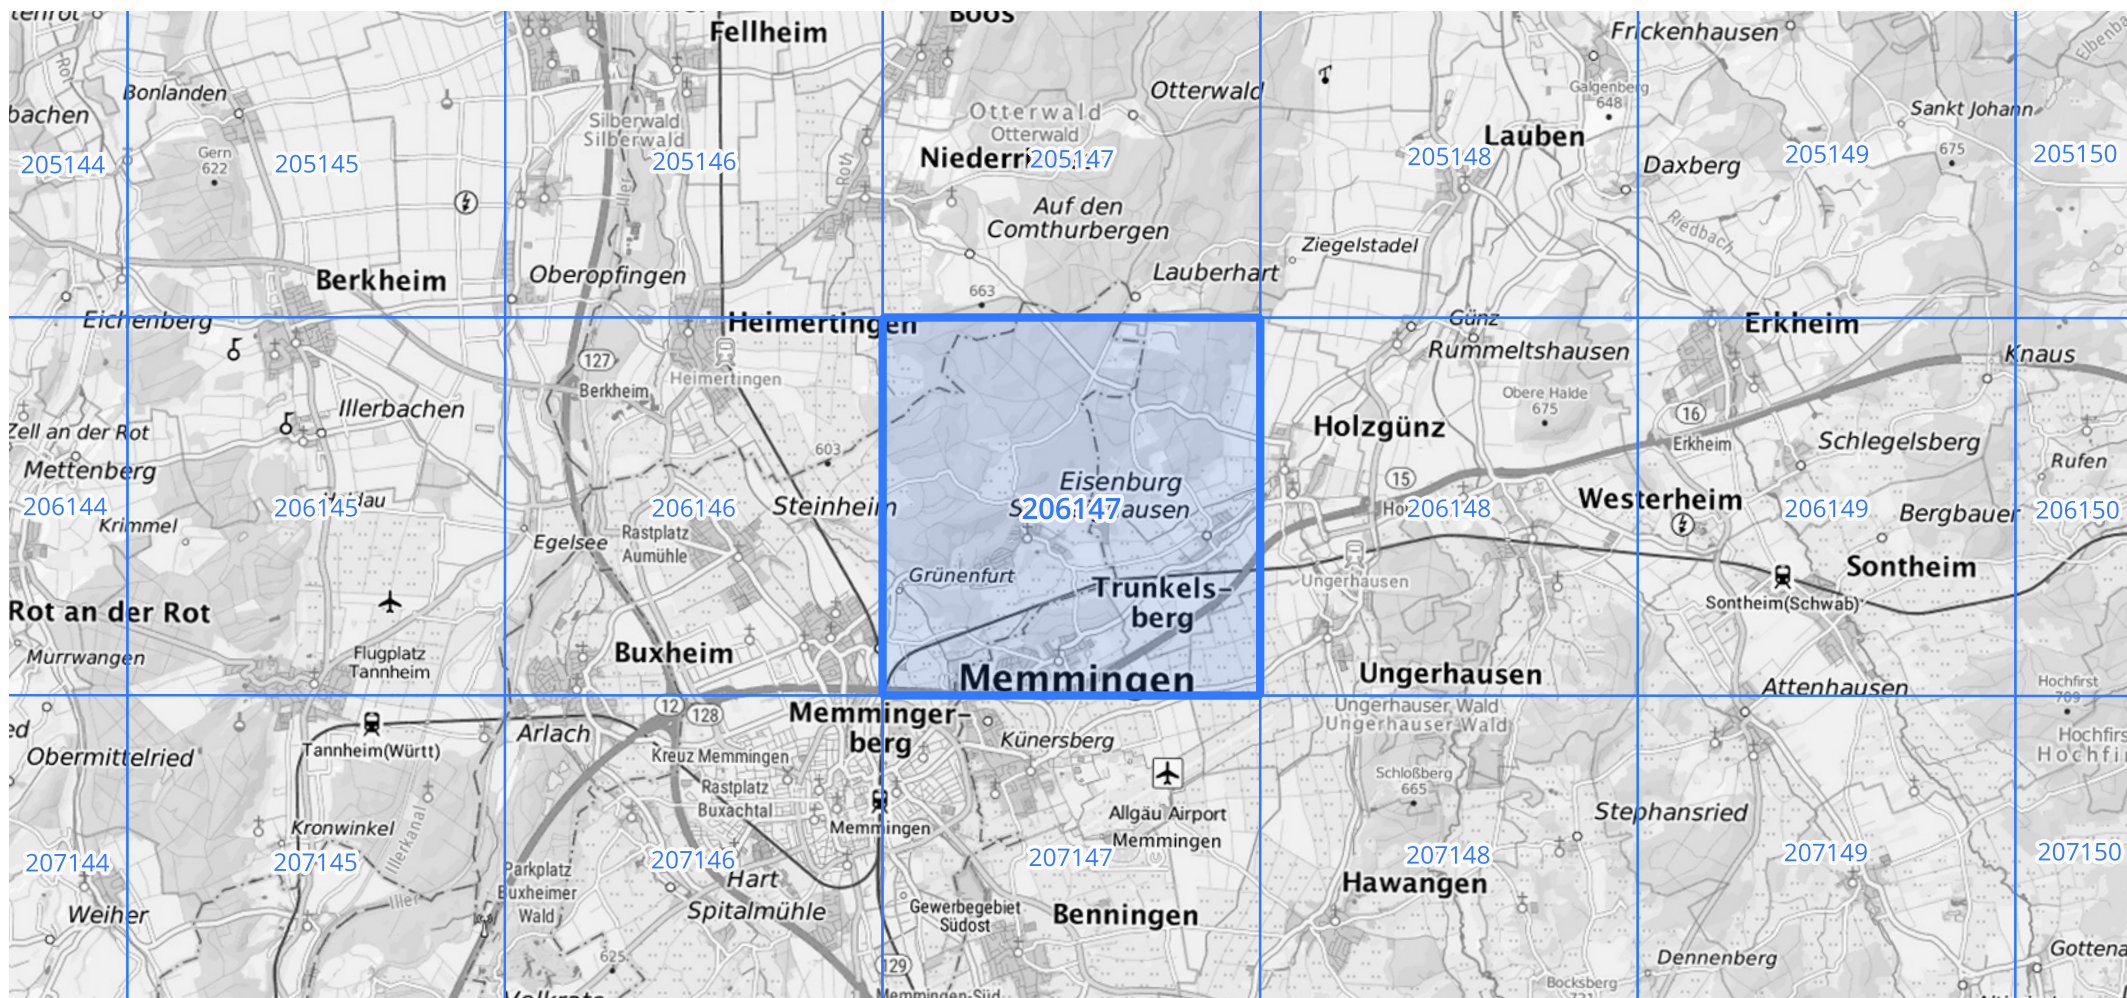 Fellheim
Boos
Frickenhausen
Bonlanden
Otterwald
Galgenberg
648
bachen
Silberwald
Silberwald
Otterwald
Otterwald
Sankt Johann
Lauben
Gern
622
Roth
675
Daxberg
205144
205145
205146
205147
205148
205149
205150
Auf den
Comthurbergen
Riedbach
Iller
Ziegelstadel
Berkheim
Oberopfingen
Lauberhart
663
Eichenberg
Heimertingen
Günz
Erkheim
Rummeltshausen
Knaus
127
Heimertingen
Berkheim
Obere Halde
675
Illerbachen
16
Zell an der Rot
Holzgünz
Erkheim
Schlegelsberg
603
Mettenberg
Rufen
15
Eisenburg
Westerheim
Steinheim
206144
206145
206146
206147
206148
206149
206150
Bergbauer
Krimmel
Rastplatz
Aumühle
Egelsee
Grünenfurt
Ungerhausen
Sontheim
Trunkels-
berg
Sontheim(Schwab)
Rot an der Rot
Murrwangen
Flugplatz
Tannheim
Buxheim
Memmingen
Ungerhausen
Attenhausen
Hochfirst
709
12
128
Memminger-
berg
Ungerhauser Wald
Ungerhauser Wald
Arlach
Künersberg
Tannheim(Württ)
Obermittelried
Kreuz Memmingen
Schloßberg
665
Rastplatz
Buxachtal
Allgäu Airport
Memmingen
Stephansried
Kronwinkel
Illerkanal
Memmingen
207144
207145
207146
207147
207148
207149
207150
Parkplatz
Buxheimer
Wald
Hart
Hawangen
Iller
Weiher
Spitalmühle
Gewerbegebiet
Südost
Benningen
625
129
Dennenberg
Memmingen-Süd
Bocksberg